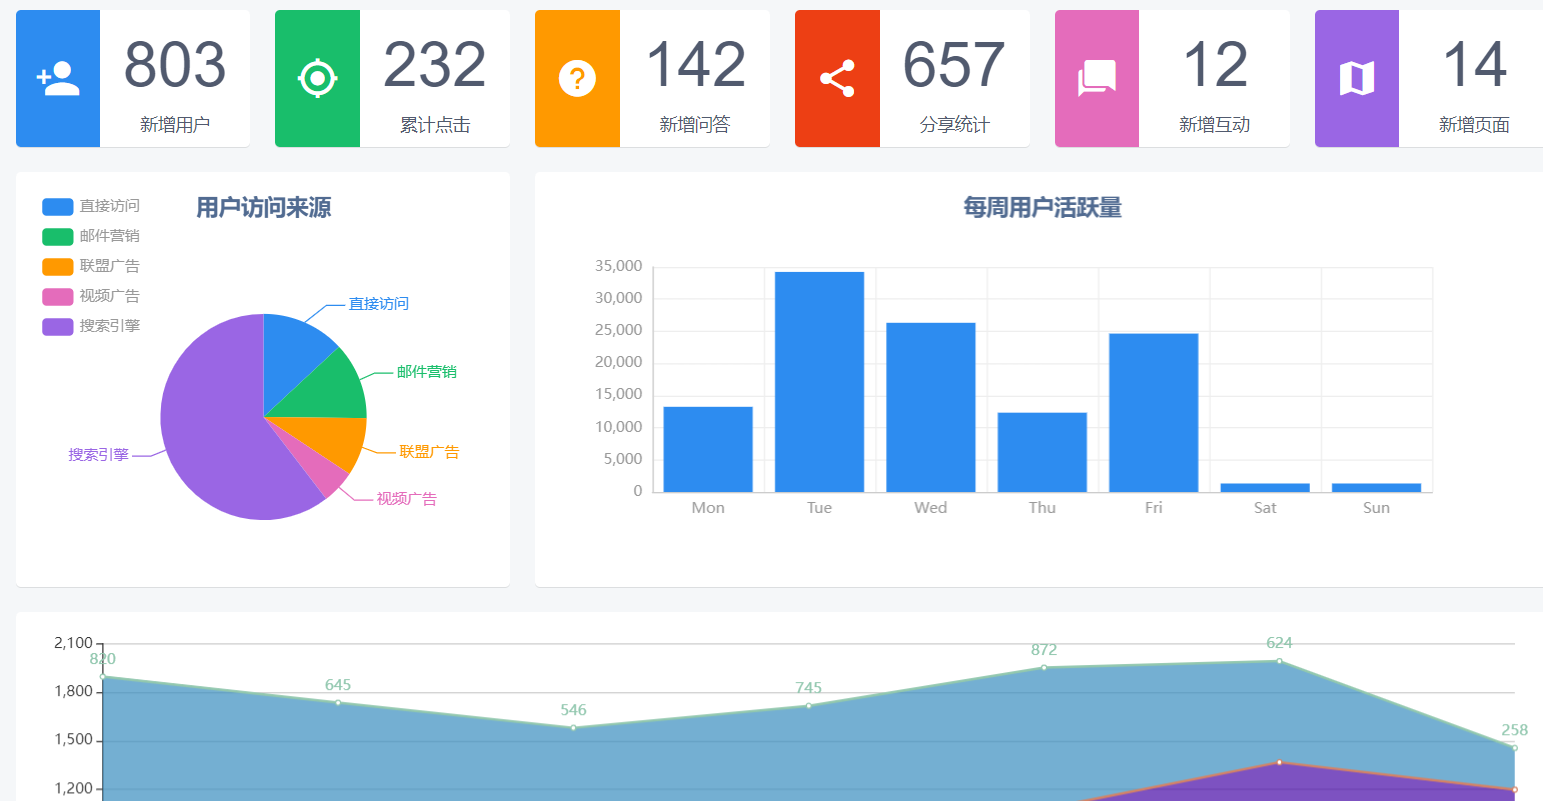 803
新增用户
232
累计点击
142
新增问答
657
分享统计
12
新增互动
14
新增页面
用户访问来源
直接访问
邮件营销
联盟广告
视频广告
搜索引擎
直接访问
邮件营销
联盟广告
视频广告
搜索引擎
每周用户活跃量
35,000
30,000
25,000
20,000
15,000
10,000
5,000
0
Mon Tue Wed Thu Fri Sat Sun
2,100
1,800
1,500
1,200
820
645
546
745
872
624
258